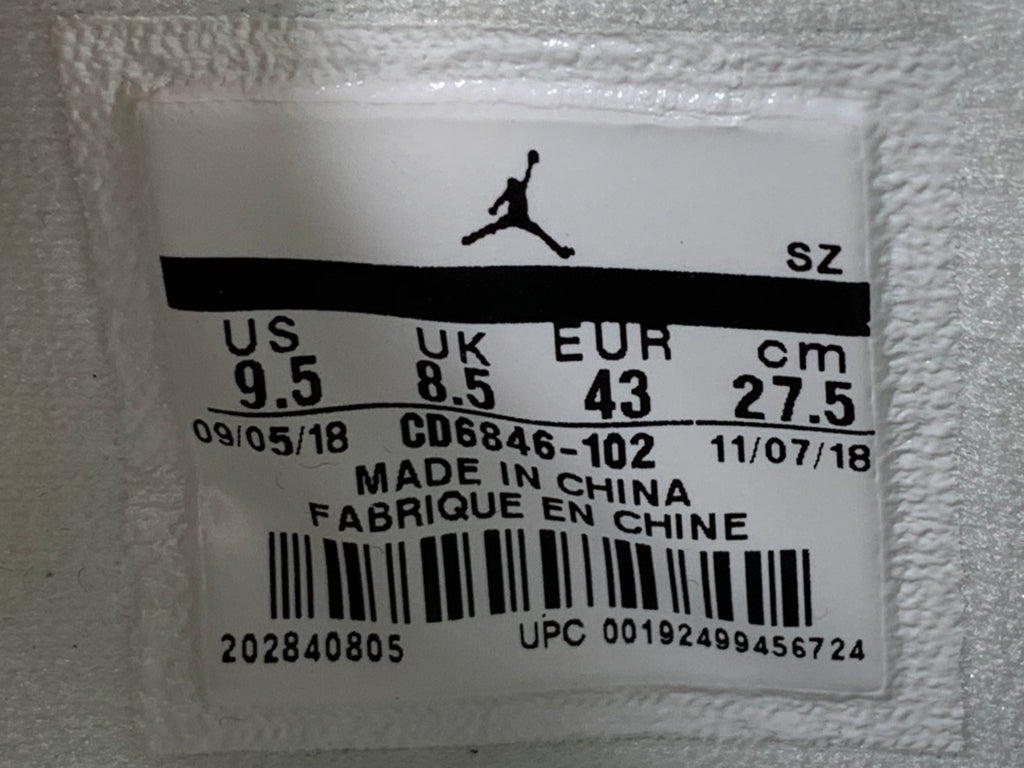 SZ
US UK EUR cm
9.5 8.5 43 27.5
09/05/18 CD6846-102 11/07/18
MADE IN CHINA
FABRIQUE EN CHINE
202840805 UPC 00192499456724